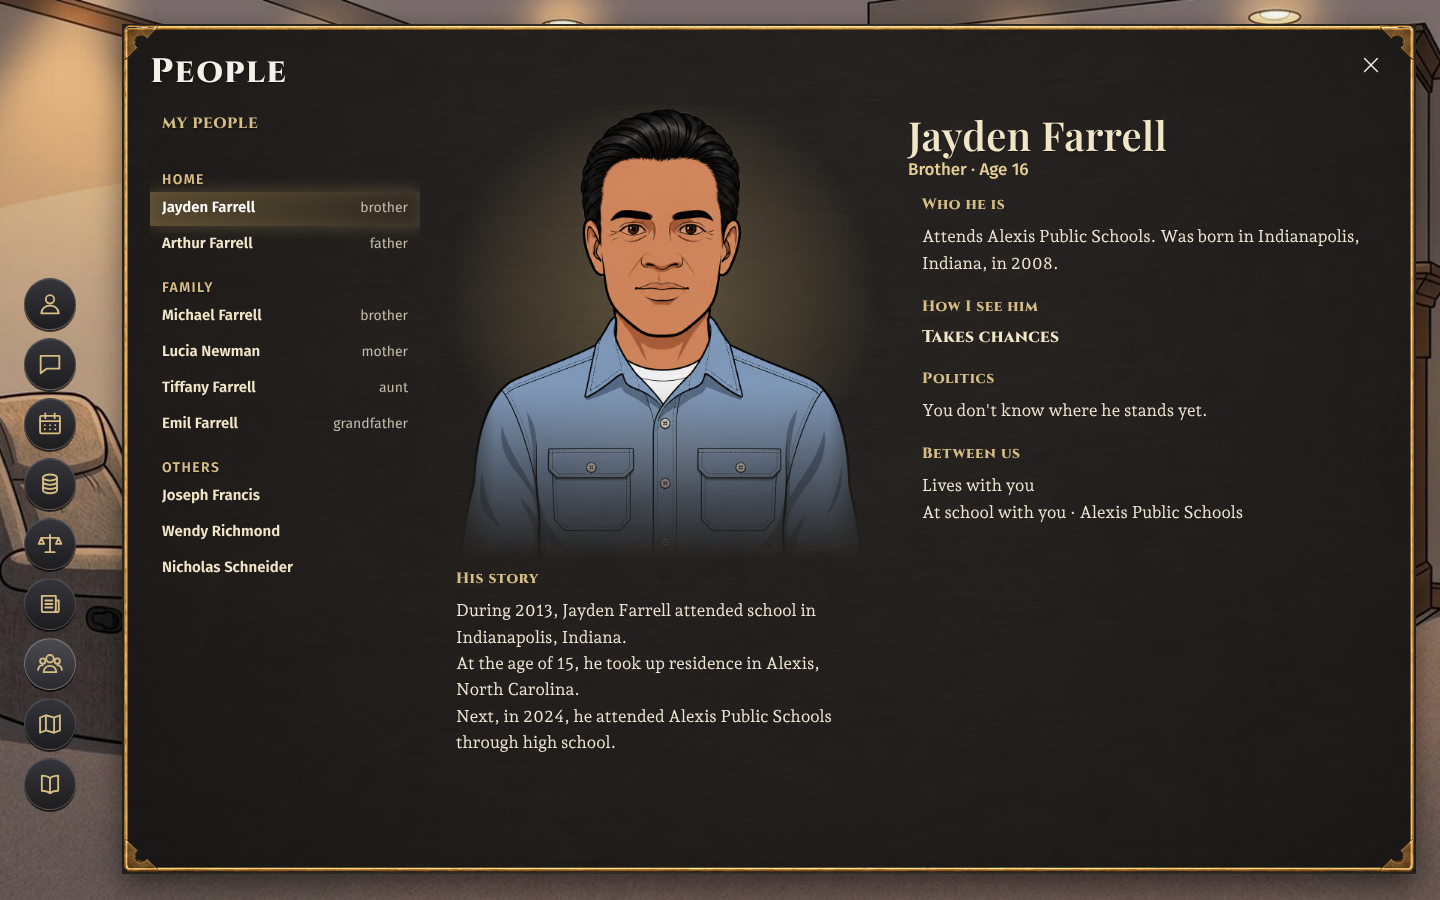 People
MY PEOPLE
HOME
Jayden Farrell brother
Arthur Farrell father
FAMILY
Michael Farrell brother
Lucia Newman mother
Tiffany Farrell aunt
Emil Farrell grandfather
OTHERS
Joseph Francis
Wendy Richmond
Nicholas Schneider
His story
During 2013, Jayden Farrell attended school in
Indianapolis, Indiana.
At the age of 15, he took up residence in Alexis,
North Carolina.
Next, in 2024, he attended Alexis Public Schools
through high school.
Jayden Farrell
Brother · Age 16
Who he is
Attends Alexis Public Schools. Was born in Indianapolis,
Indiana, in 2008.
How I see him
Takes chances
Politics
You don't know where he stands yet.
Between us
Lives with you
At school with you · Alexis Public Schools